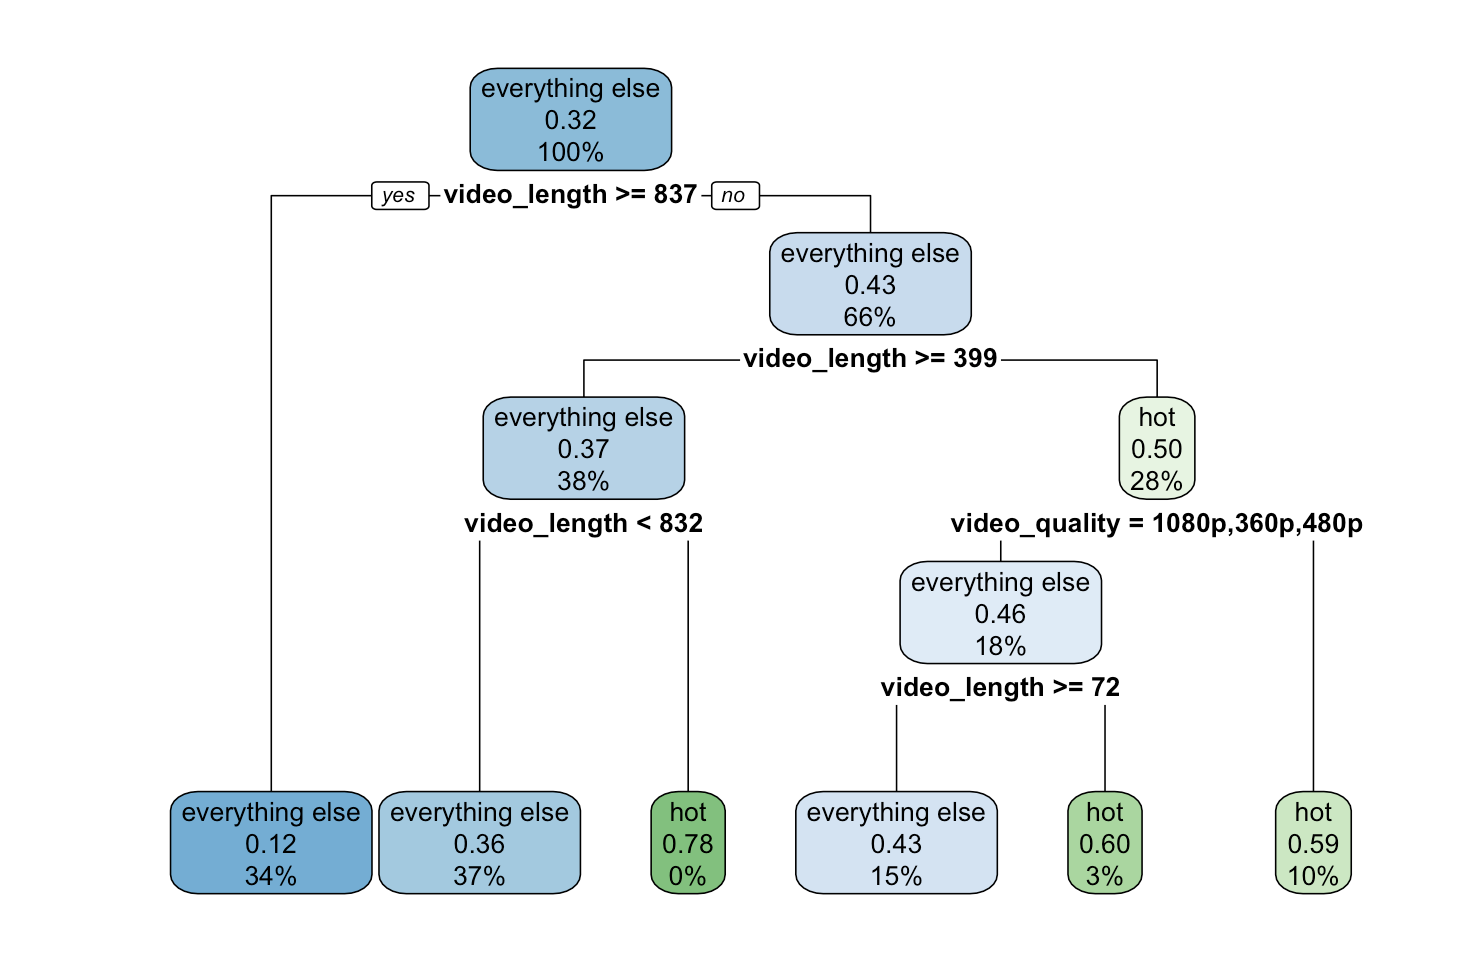 everything else
0.32
100%
yes
video_length >= 837
no
everything else
0.43
66%
video_length >= 399
everything else
0.37
38%
hot
0.50
28%
video_length < 832
video_quality = 1080p,360p,480p
everything else
0.46
18%
video_length >= 72
everything else
0.12
34%
everything else
0.36
37%
hot
0.78
0%
everything else
0.43
15%
hot
0.60
3%
hot
0.59
10%